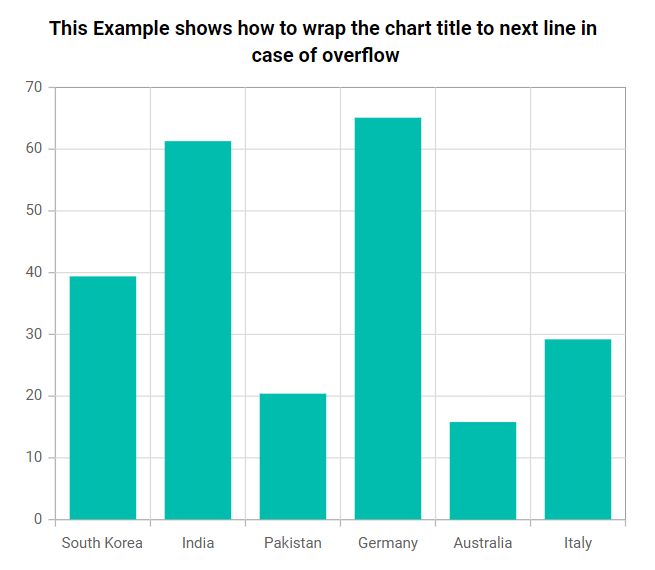 This Example shows how to wrap the chart title to next line in
case of overflow
70
60
50
40
30
20
10
0
South Korea India Pakistan Germany Australia Italy